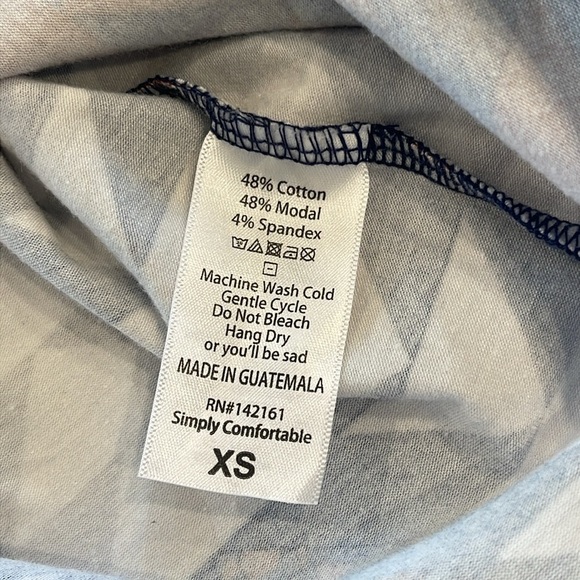 48% Cotton
48% Modal
4% Spandex
Machine Wash Cold
Gentle Cycle
Do Not Bleach
Hang Dry
or you'll be sad
MADE IN GUATEMALA
RN#142161
Simply Comfortable
XS